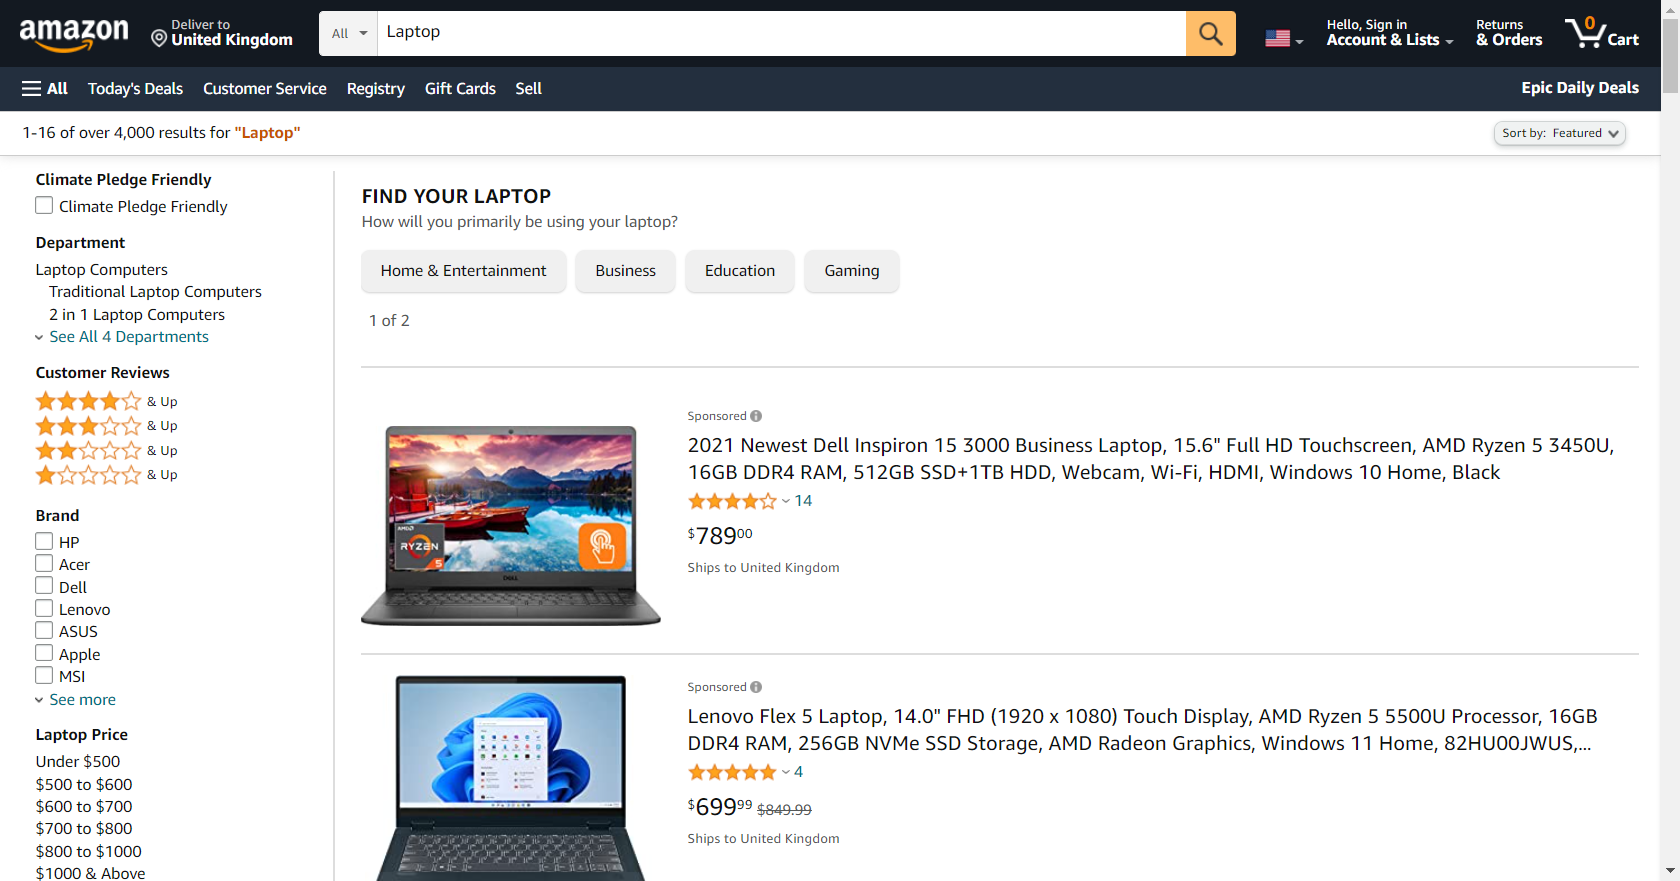 amazon
Deliver to
United Kingdom
All
Laptop
Hello, Sign in
Account & Lists
Returns
& Orders
0
Cart
All
Today's Deals
Customer Service
Registry
Gift Cards
Sell
Epic Daily Deals
1-16 of over 4,000 results for "Laptop"
Sort by: Featured
Climate Pledge Friendly
Climate Pledge Friendly
Department
Laptop Computers
Traditional Laptop Computers
2 in 1 Laptop Computers
See All 4 Departments
Customer Reviews
& Up
& Up
& Up
& Up
Brand
HP
Acer
Dell
Lenovo
ASUS
Apple
MSI
See more
Laptop Price
Under $500
$500 to $600
$600 to $700
$700 to $800
$800 to $1000
$1000 & Above
FIND YOUR LAPTOP
How will you primarily be using your laptop?
Home & Entertainment
Business
Education
Gaming
1 of 2
AMD
RYZEN
5
DELL
Sponsored
2021 Newest Dell Inspiron 15 3000 Business Laptop, 15.6" Full HD Touchscreen, AMD Ryzen 5 3450U,
16GB DDR4 RAM, 512GB SSD+1TB HDD, Webcam, Wi-Fi, HDMI, Windows 10 Home, Black
14
$78900
Ships to United Kingdom
Sponsored
Lenovo Flex 5 Laptop, 14.0" FHD (1920 x 1080) Touch Display, AMD Ryzen 5 5500U Processor, 16GB
DDR4 RAM, 256GB NVMe SSD Storage, AMD Radeon Graphics, Windows 11 Home, 82HU00JWUS,...
4
$69999 $849.99
Ships to United Kingdom